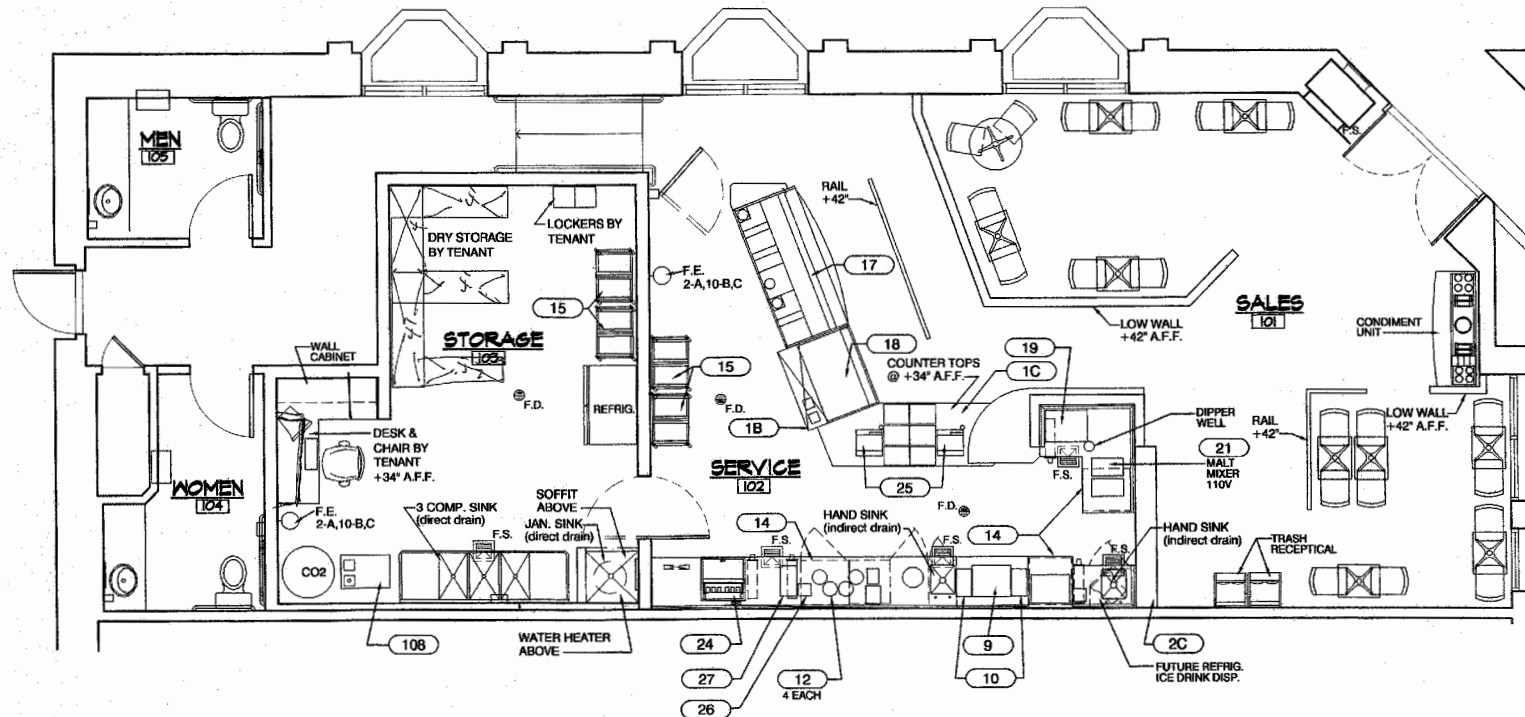 MEN
105
F.S.
LOCKERS BY
TENANT
DRY STORAGE
BY TENANT
RAIL
+42"
F.E.
2-A,10-B,C
17
15
SALES
101
CONDIMENT
UNIT
LOW WALL
+42" A.F.F.
STORAGE
103
WALL
CABINET
18
19
COUNTER TOPS
@ +34" A.F.F.
1C
15
F.D.
REFRIG.
F.D.
1B
DIPPER
WELL
RAIL
+42"
LOW WALL
+42" A.F.F.
DESK &
CHAIR BY
TENANT
+34" A.F.F.
21
MALT
MIXER
110V
SERVICE
102
F.S.
25
WOMEN
104
F.E.
2-A,10-B,C
3 COMP. SINK
(direct drain)
F.S.
SOFFIT
ABOVE
JAN. SINK
(direct drain)
14
HAND SINK
(indirect drain)
F.D.
F.S.
F.S.
14
HAND SINK
(indirect drain)
F.S.
TRASH
RECEPTICAL
CO2
108
WATER HEATER
ABOVE
24
9
2C
27
12
4 EACH
10
FUTURE REFRIG.
ICE DRINK DISP.
26